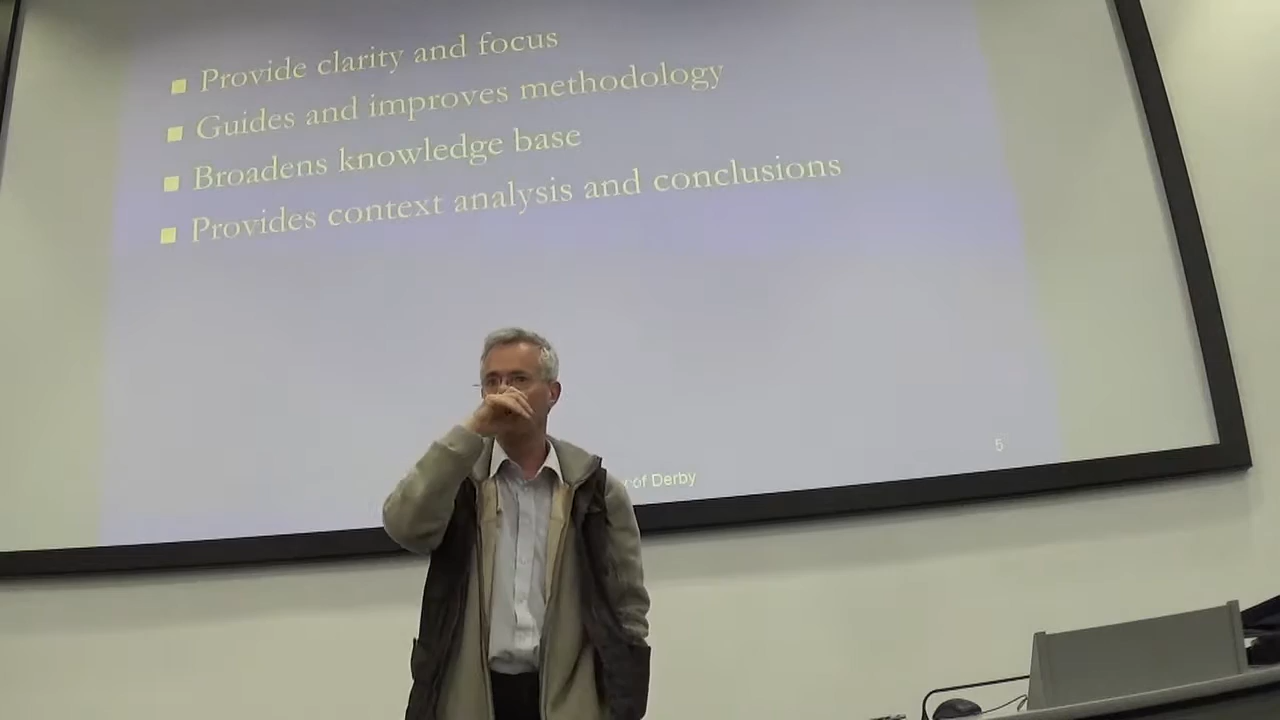 Provide clarity and focus
Guides and improves methodology
Broadens knowledge base
Provides context analysis and conclusions
5
of Derby